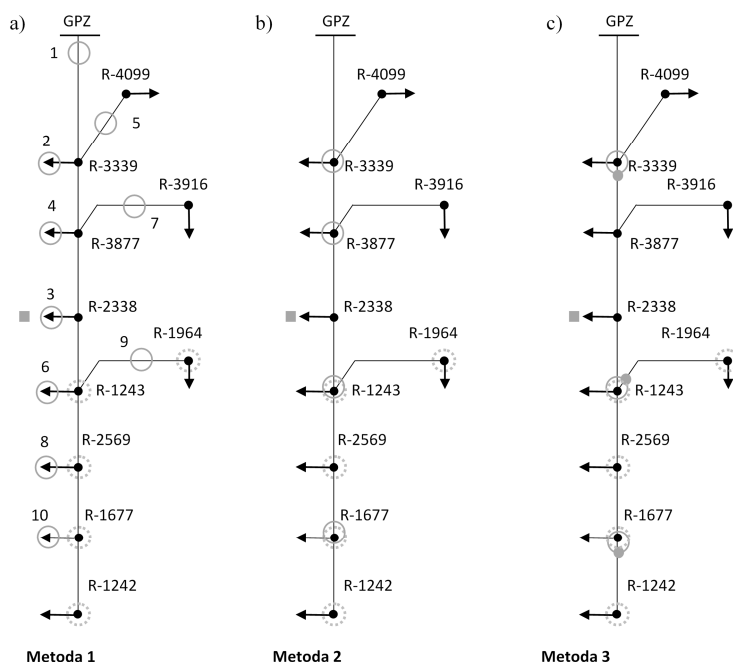 a)
GPZ
1
R-4099
5
2
R-3339
R-3916
4
7
R-3877
3
R-2338
R-1964
9
6
R-1243
8
R-2569
10
R-1677
R-1242
Metoda 1
b)
GPZ
R-4099
R-3339
R-3916
R-3877
R-2338
R-1964
R-1243
R-2569
R-1677
R-1242
Metoda 2
c)
GPZ
R-4099
R-3339
R-3916
R-3877
R-2338
R-1964
R-1243
R-2569
R-1677
R-1242
Metoda 3